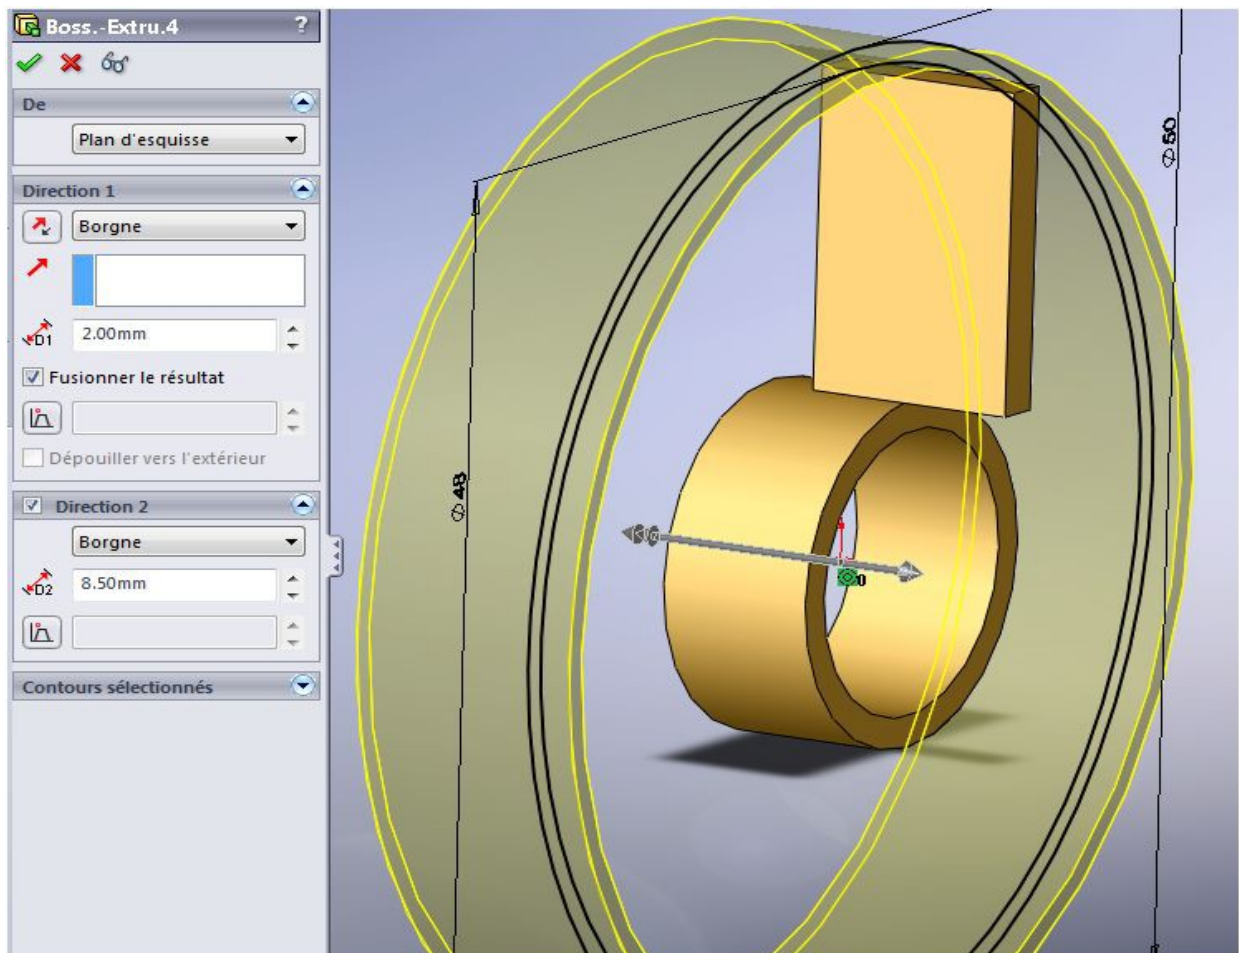 Boss.-Extru.4 ?
De
Plan d'esquisse
Direction 1
Borgne
D1 2.00mm
Fusionner le résultat
Dépouiller vers l'extérieur
Direction 2
Borgne
D2 8.50mm
Contours sélectionnés
∅ 50
∅ 48
0